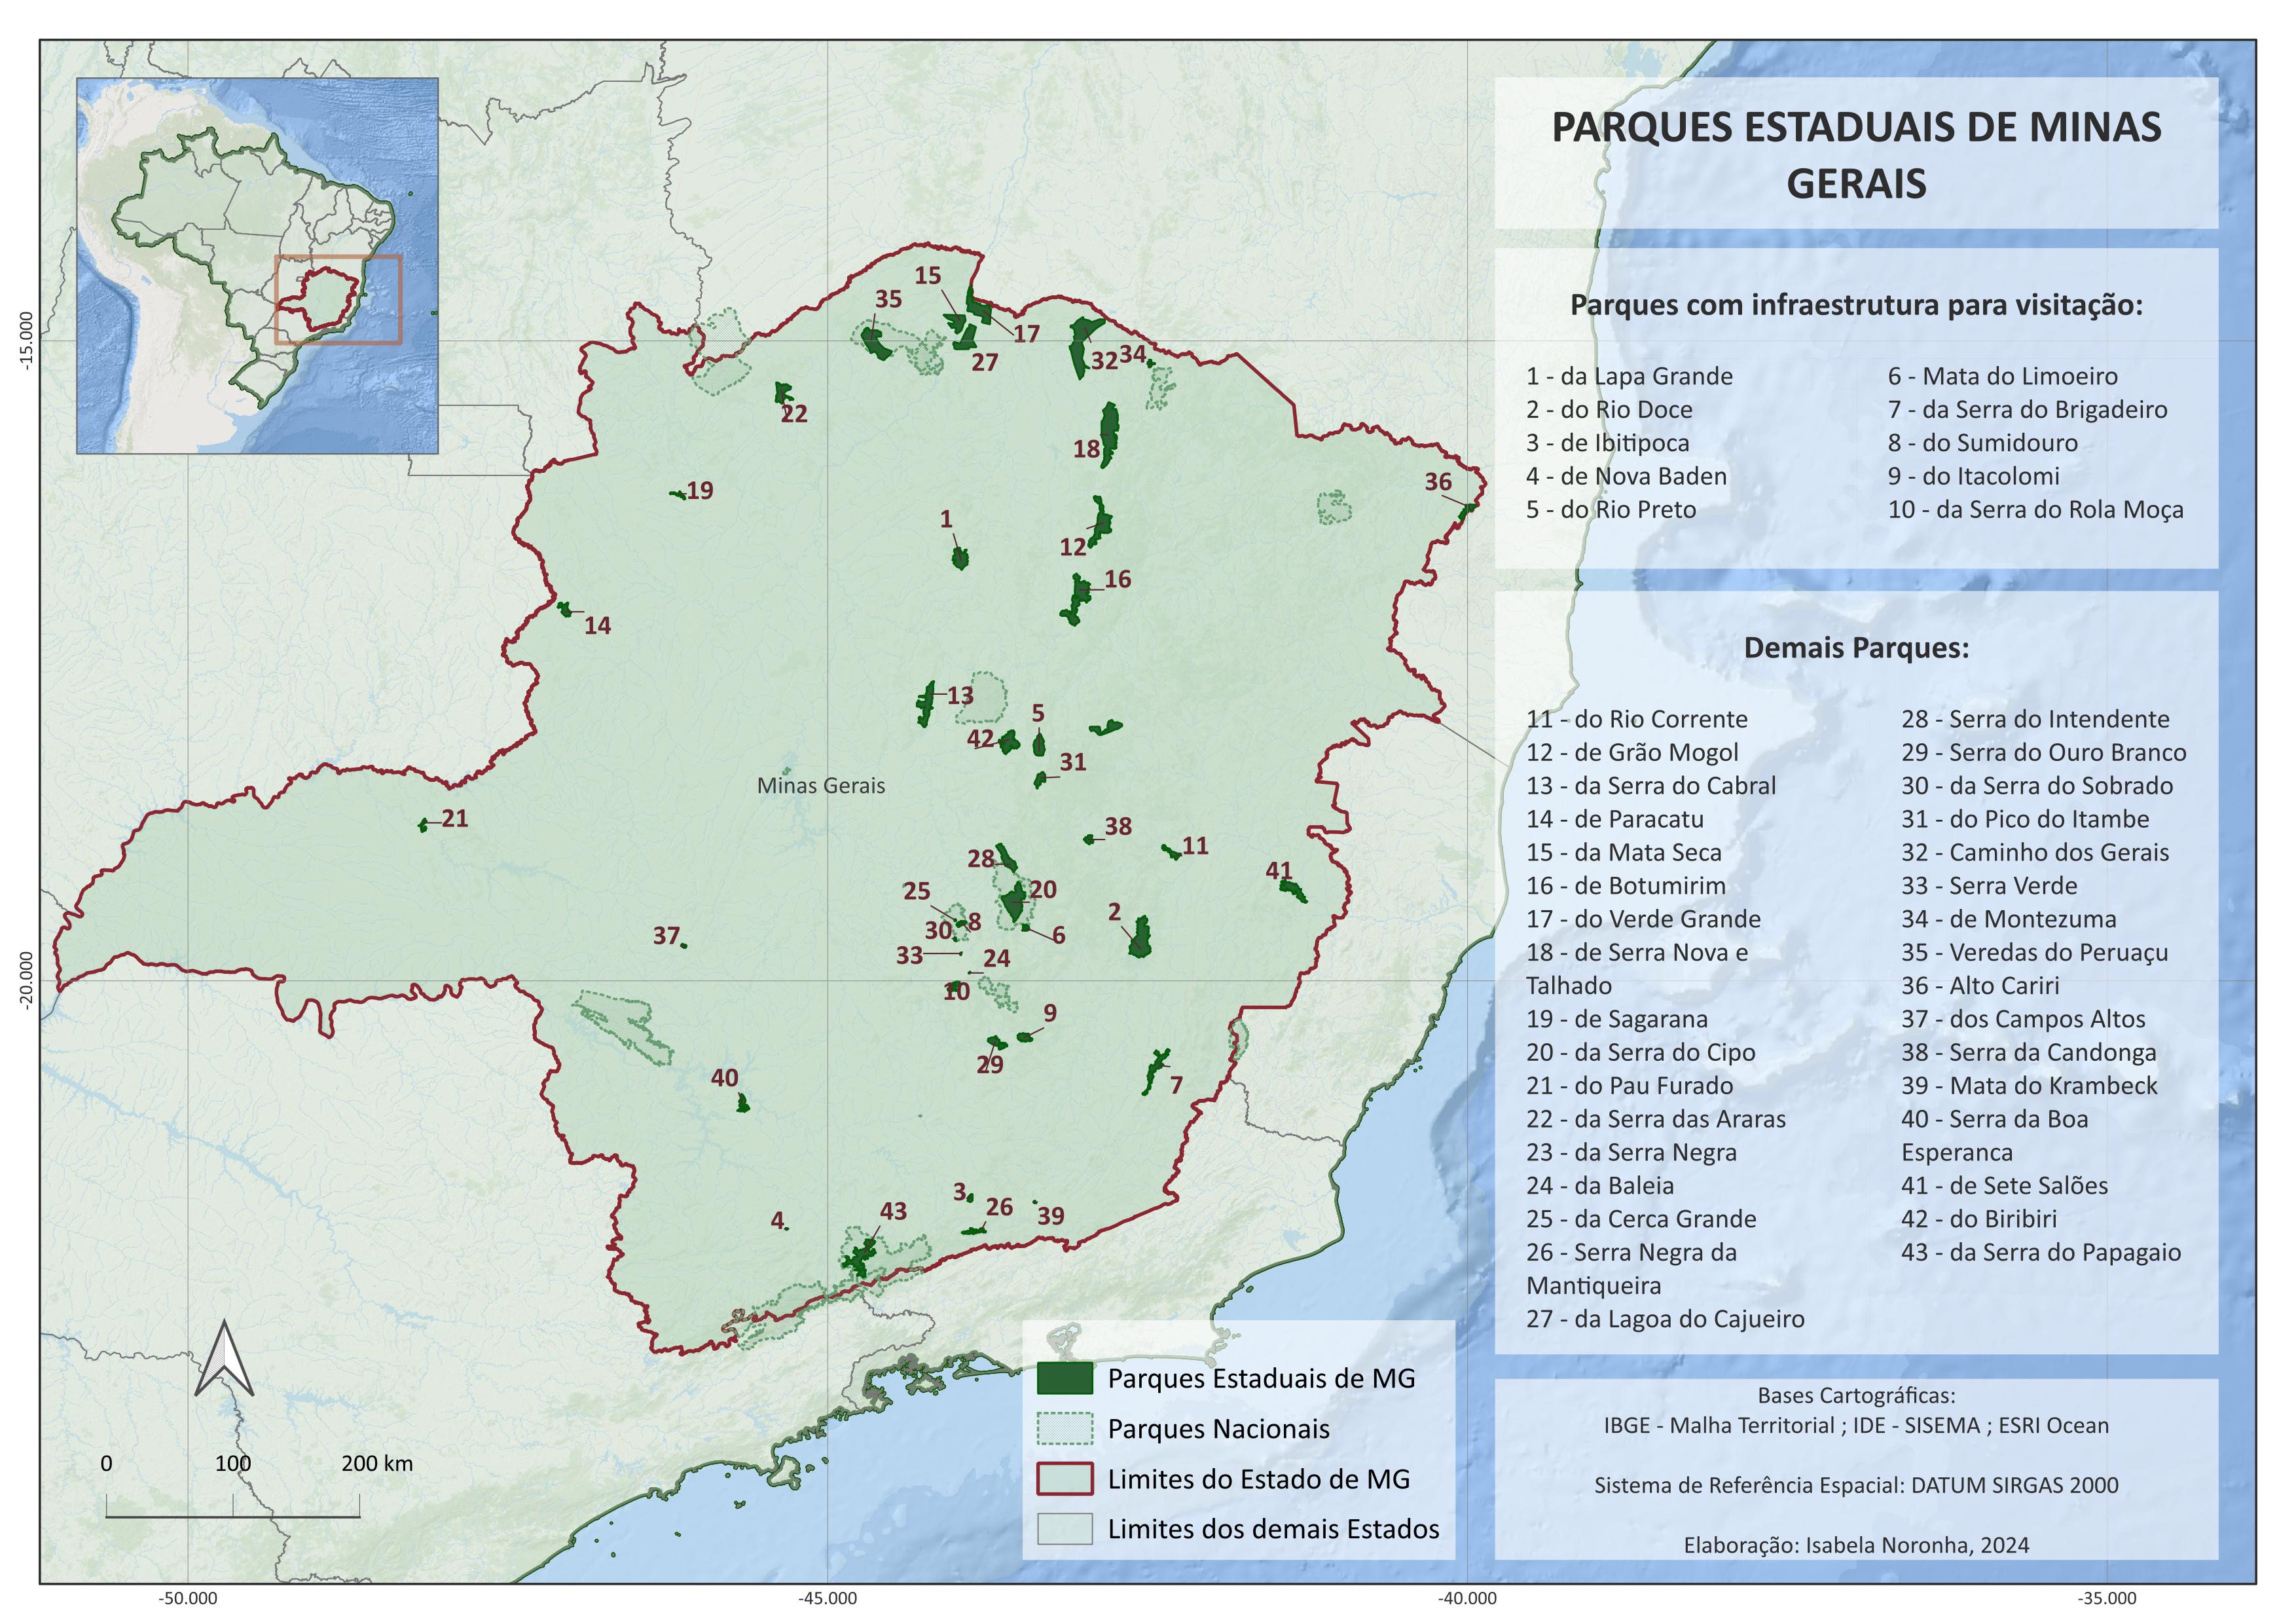 PARQUES ESTADUAIS DE MINAS
GERAIS
Parques com infraestrutura para visitação:
1 - da Lapa Grande
2 - do Rio Doce
3 - de Ibitipoca
4 - de Nova Baden
5 - do Rio Preto
6 - Mata do Limoeiro
7 - da Serra do Brigadeiro
8 - do Sumidouro
9 - do Itacolomi
10 - da Serra do Rola Moça
Demais Parques:
11 - do Rio Corrente
12 - de Grão Mogol
13 - da Serra do Cabral
14 - de Paracatu
15 - da Mata Seca
16 - de Botumirim
17 - do Verde Grande
18 - de Serra Nova e
Talhado
19 - de Sagarana
20 - da Serra do Cipo
21 - do Pau Furado
22 - da Serra das Araras
23 - da Serra Negra
24 - da Baleia
25 - da Cerca Grande
26 - Serra Negra da
Mantiqueira
27 - da Lagoa do Cajueiro
28 - Serra do Intendente
29 - Serra do Ouro Branco
30 - da Serra do Sobrado
31 - do Pico do Itambe
32 - Caminho dos Gerais
33 - Serra Verde
34 - de Montezuma
35 - Veredas do Peruaçu
36 - Alto Cariri
37 - dos Campos Altos
38 - Serra da Candonga
39 - Mata do Krambeck
40 - Serra da Boa
Esperanca
41 - de Sete Salões
42 - do Biribiri
43 - da Serra do Papagaio
Bases Cartográficas:
IBGE - Malha Territorial ; IDE - SISEMA ; ESRI Ocean
Sistema de Referência Espacial: DATUM SIRGAS 2000
Elaboração: Isabela Noronha, 2024
15
35
17
27
32
34
22
18
36
19
1
12
16
14
13
5
42
31
Minas Gerais
21
38
11
28
41
20
25
2
8
30
37
6
33
24
10
9
29
40
7
3
26
43
4
39
Parques Estaduais de MG
Parques Nacionais
Limites do Estado de MG
Limites dos demais Estados
0 100 200 km
-15.000
-20.000
-50.000 -45.000 -40.000 -35.000